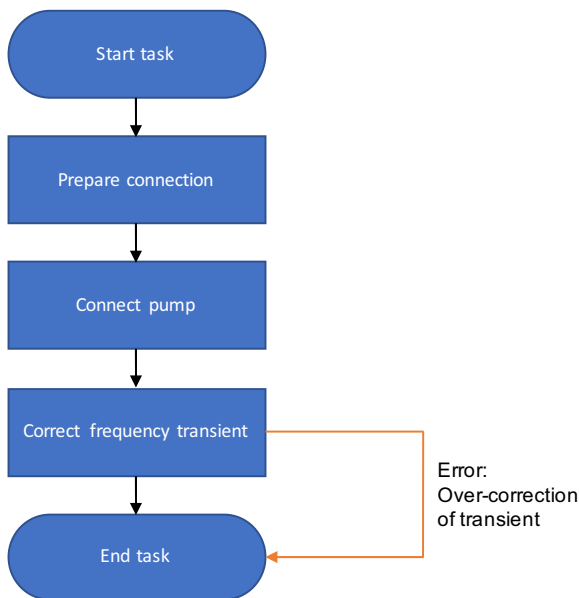 Start task
Prepare connection
Connect pump
Correct frequency transient
Error:
Over-correction
of transient
End task